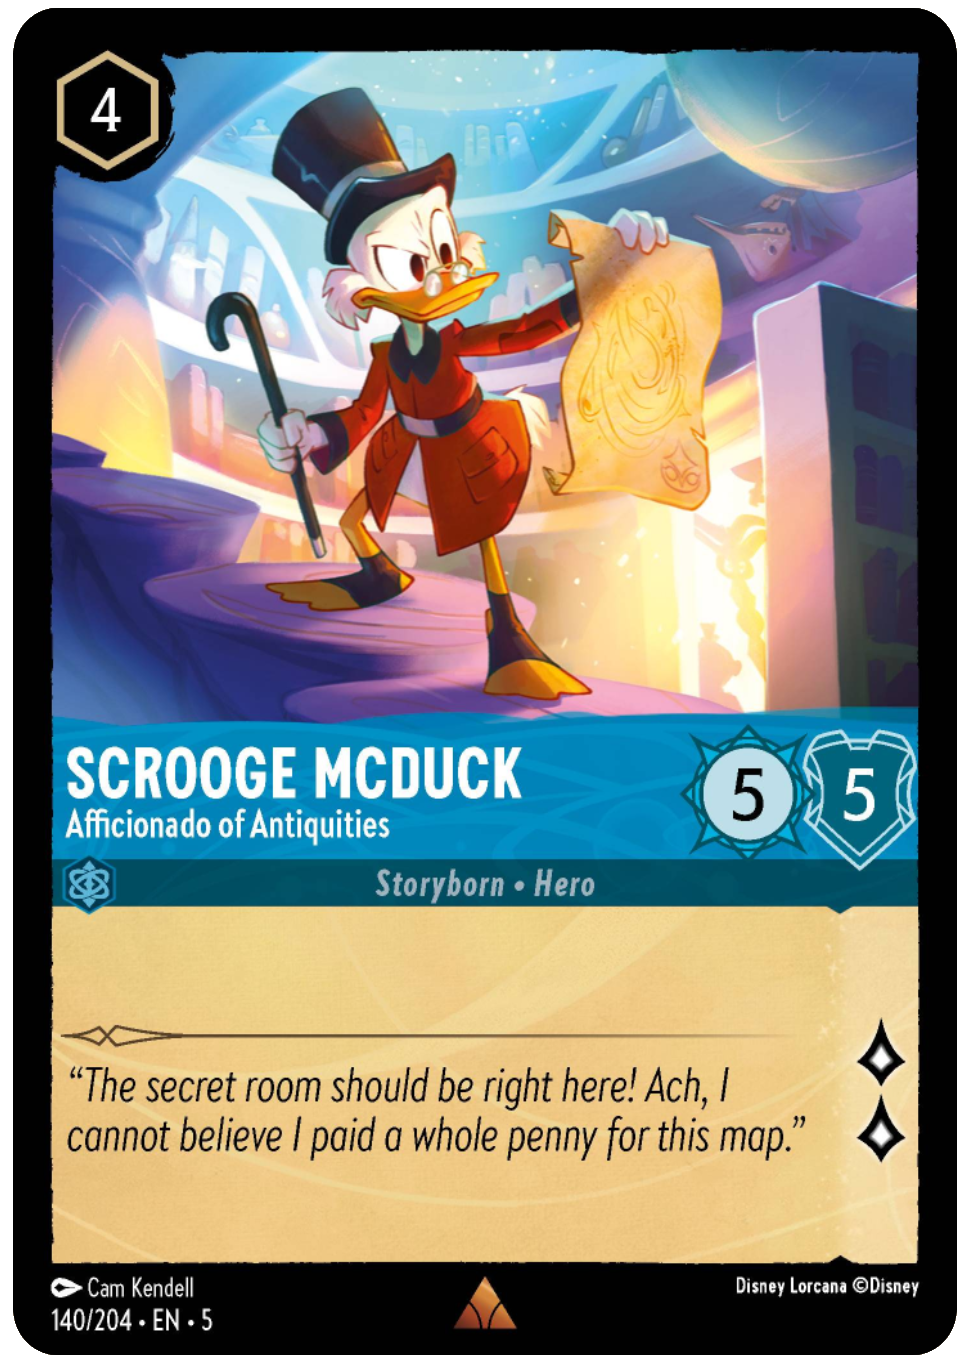 4
SCROOGE MCDUCK
Afficionado of Antiquities
5
5
Storyborn • Hero
“The secret room should be right here! Ach, I
cannot believe I paid a whole penny for this map.”
Cam Kendell
140/204 • EN • 5
Disney Lorcana ©Disney